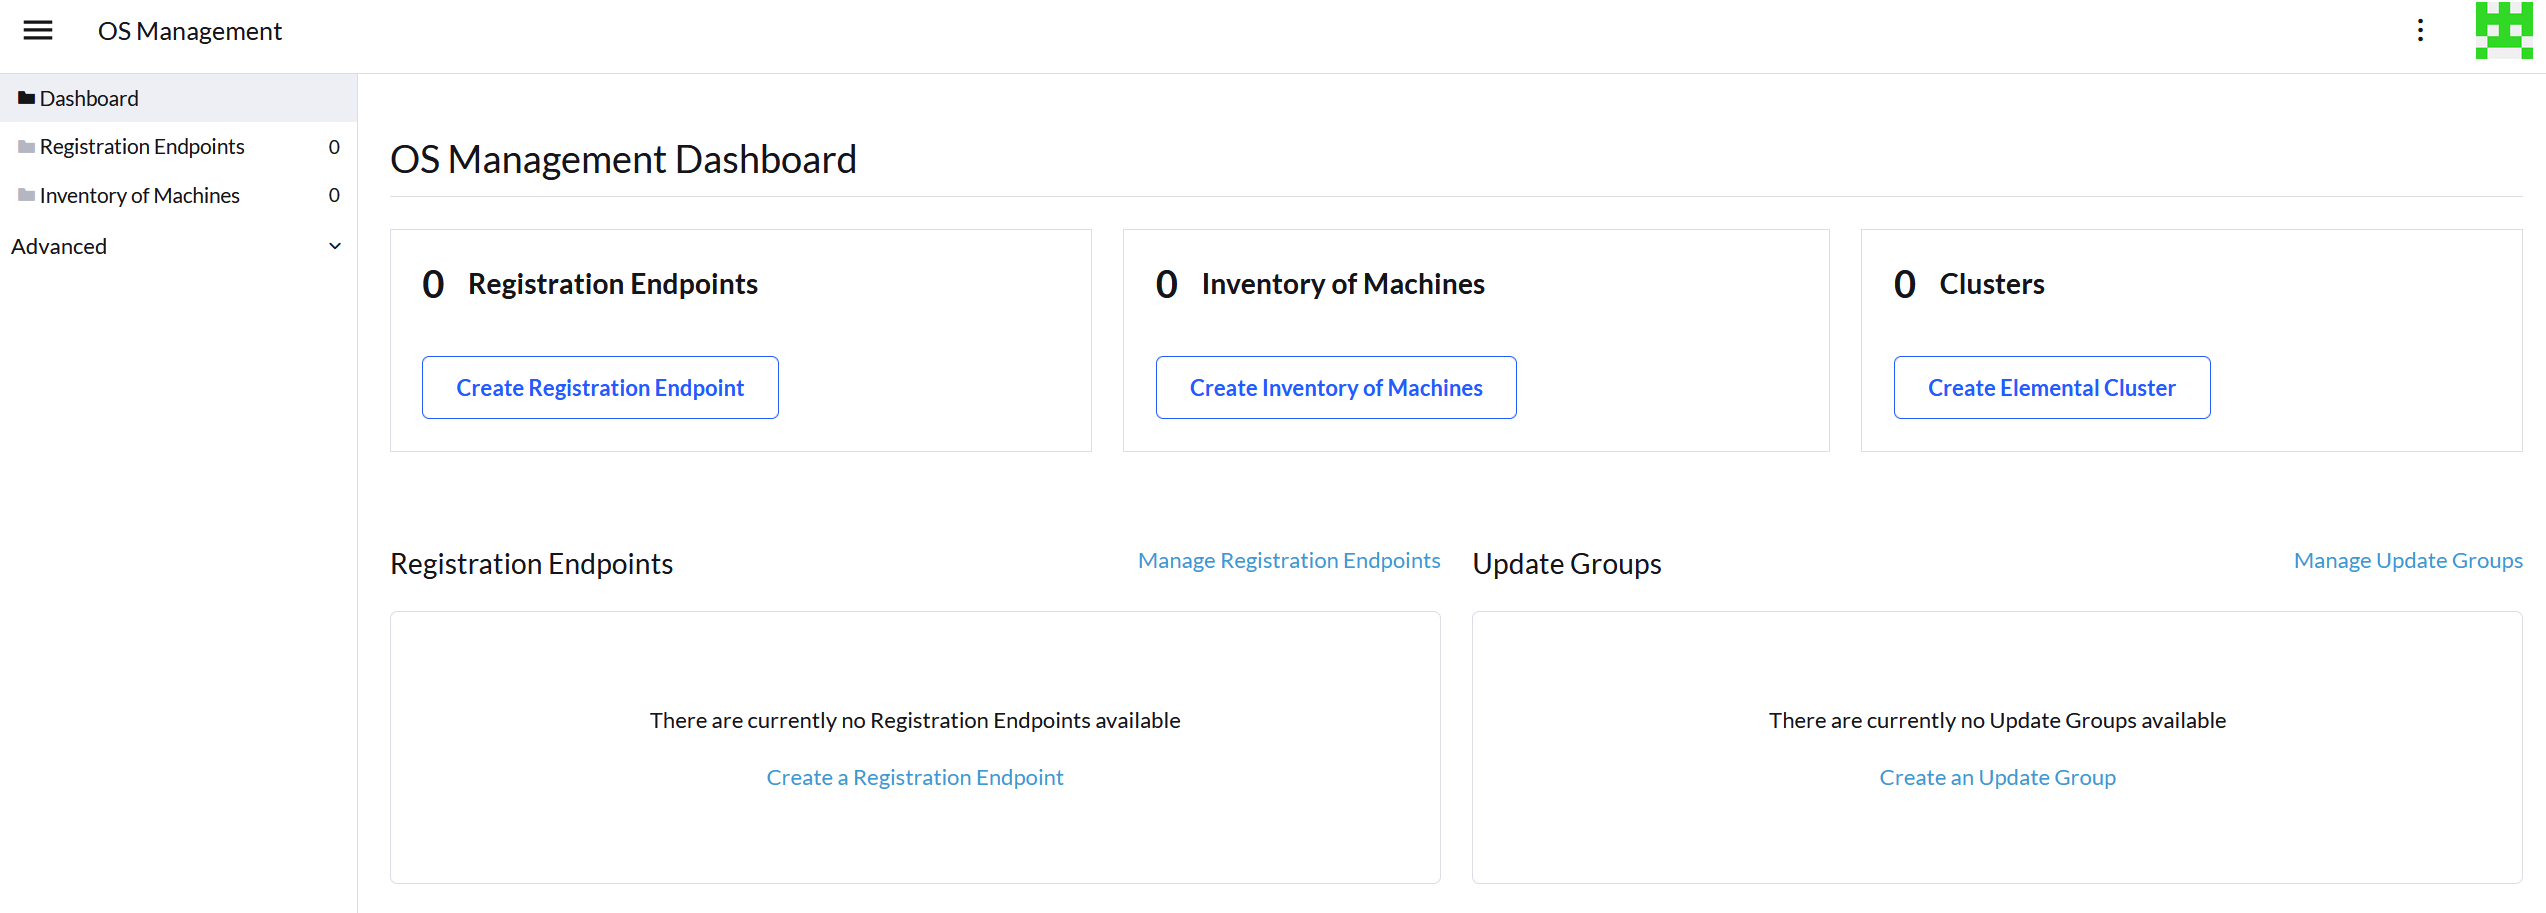 OS Management
Dashboard
Registration Endpoints 0
Inventory of Machines 0
Advanced
OS Management Dashboard
0 Registration Endpoints
Create Registration Endpoint
0 Inventory of Machines
Create Inventory of Machines
0 Clusters
Create Elemental Cluster
Registration Endpoints
Manage Registration Endpoints
There are currently no Registration Endpoints available
Create a Registration Endpoint
Update Groups
Manage Update Groups
There are currently no Update Groups available
Create an Update Group